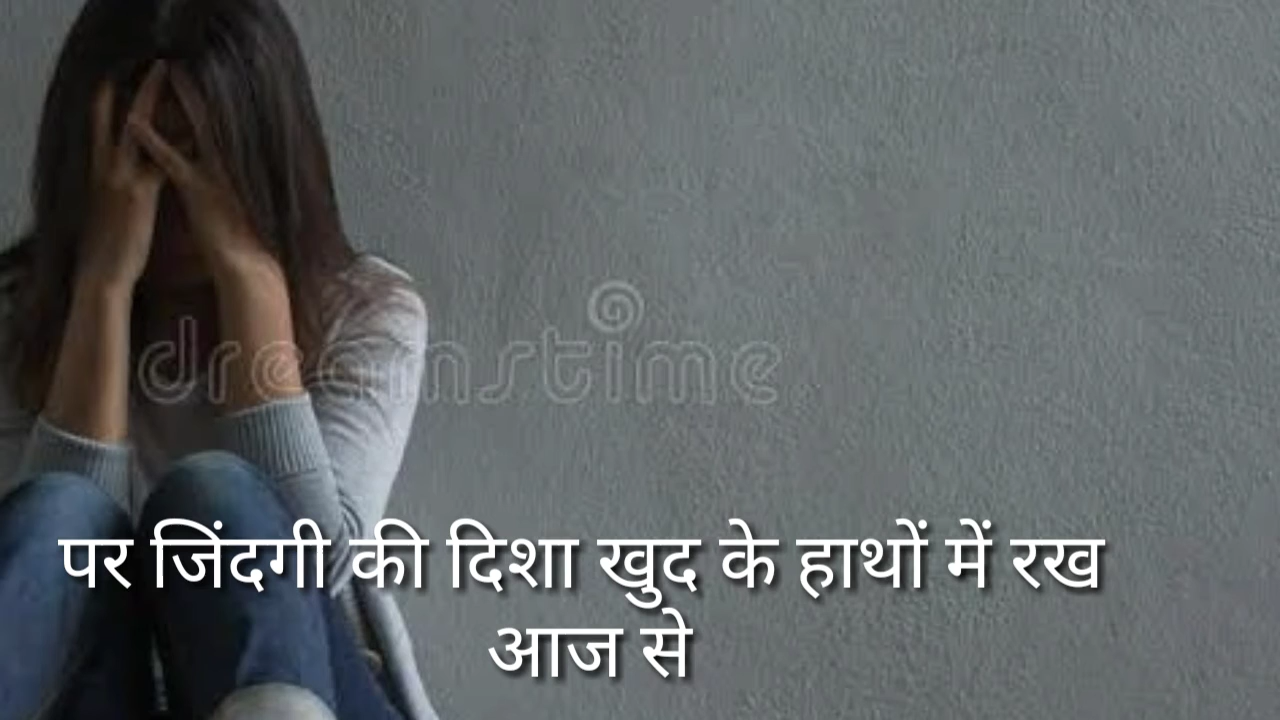 dreamstime
पर जिंदगी की दिशा खुद के हाथों में रख
आज से